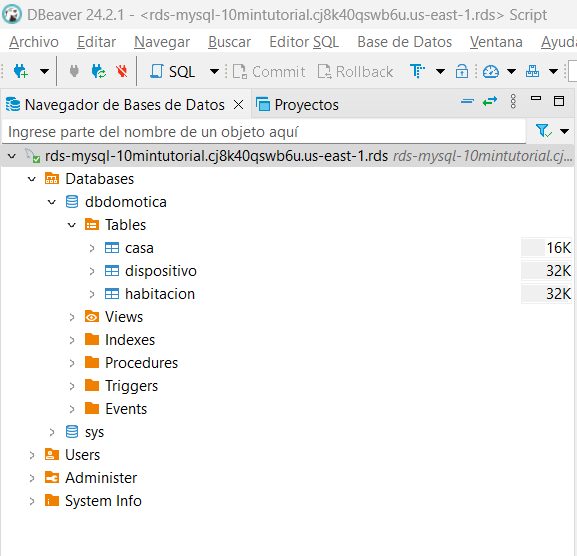 DBeaver 24.2.1 - <rds-mysql-10mintutorial.cj8k40qswb6u.us-east-1.rds> Script
Archivo Editar Navegar Buscar Editor SQL Base de Datos Ventana Ayuda
SQL Commit Rollback
Navegador de Bases de Datos Proyectos
Ingrese parte del nombre de un objeto aquí
rds-mysql-10mintutorial.cj8k40qswb6u.us-east-1.rds rds-mysql-10mintutorial.cj...
Databases
dbdomotica
Tables
casa 16K
dispositivo 32K
habitacion 32K
Views
Indexes
Procedures
Triggers
Events
sys
Users
Administer
System Info